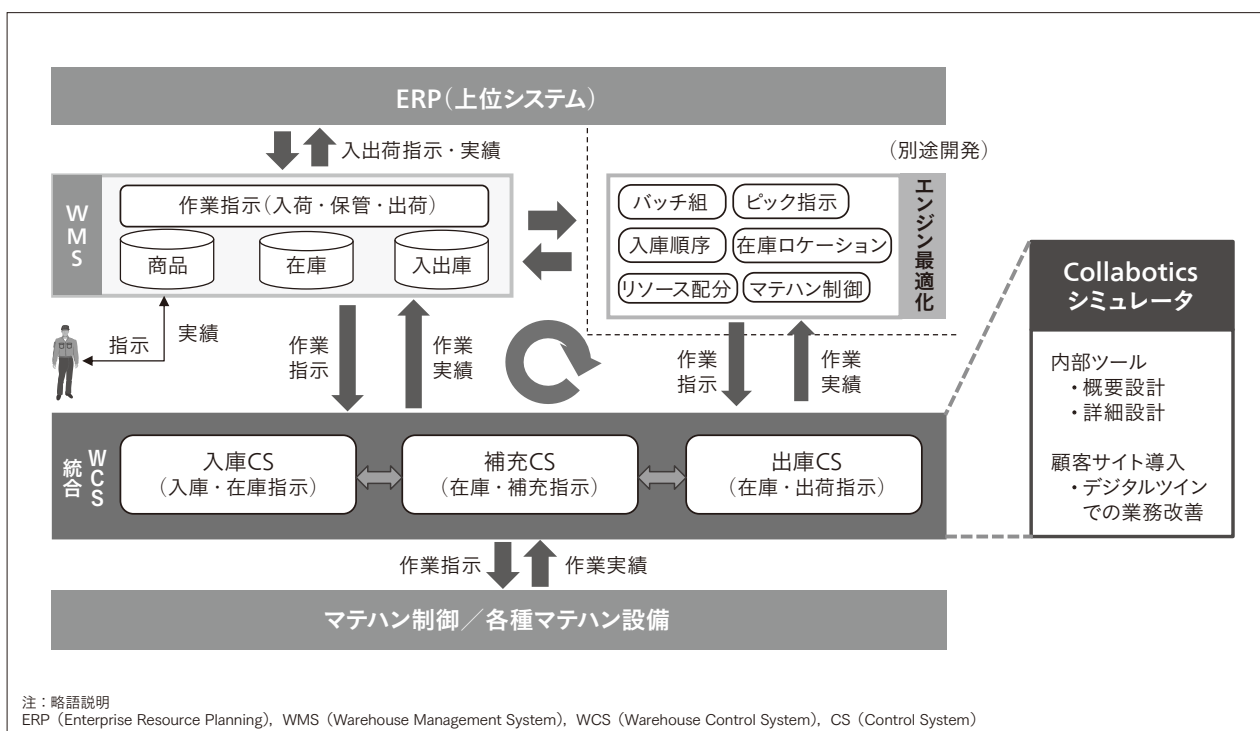 ERP(上位システム)
入出荷指示・実績
(別途開発)
WMS
作業指示(入荷・保管・出荷)
商品
在庫
入出庫
バッチ組
ピック指示
入庫順序
在庫ロケーション
リソース配分
マテハン制御
エンジン最適化
指示
実績
作業
指示
作業
実績
作業
指示
作業
実績
統合
WCS
入庫CS
(入庫・在庫指示)
補充CS
(在庫・補充指示)
出庫CS
(在庫・出荷指示)
作業指示
作業実績
マテハン制御/各種マテハン設備
Collabotics
シミュレータ
内部ツール
・概要設計
・詳細設計
顧客サイト導入
・デジタルツイン
での業務改善
注:略語説明
ERP(Enterprise Resource Planning),WMS(Warehouse Management System),WCS(Warehouse Control System),CS(Control System)